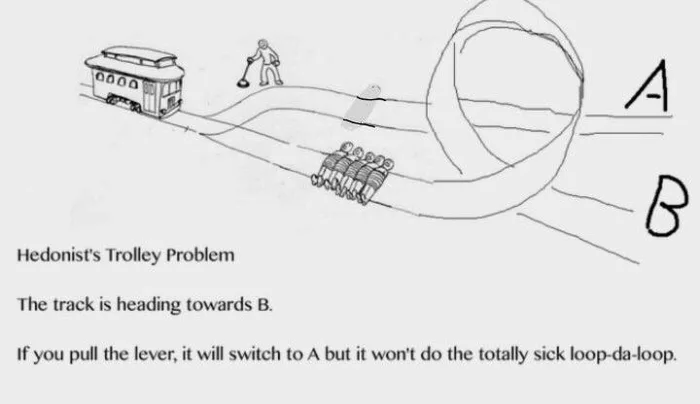 A
B
Hedonist's Trolley Problem
The track is heading towards B.
If you pull the lever, it will switch to A but it won't do the totally sick loop-da-loop.